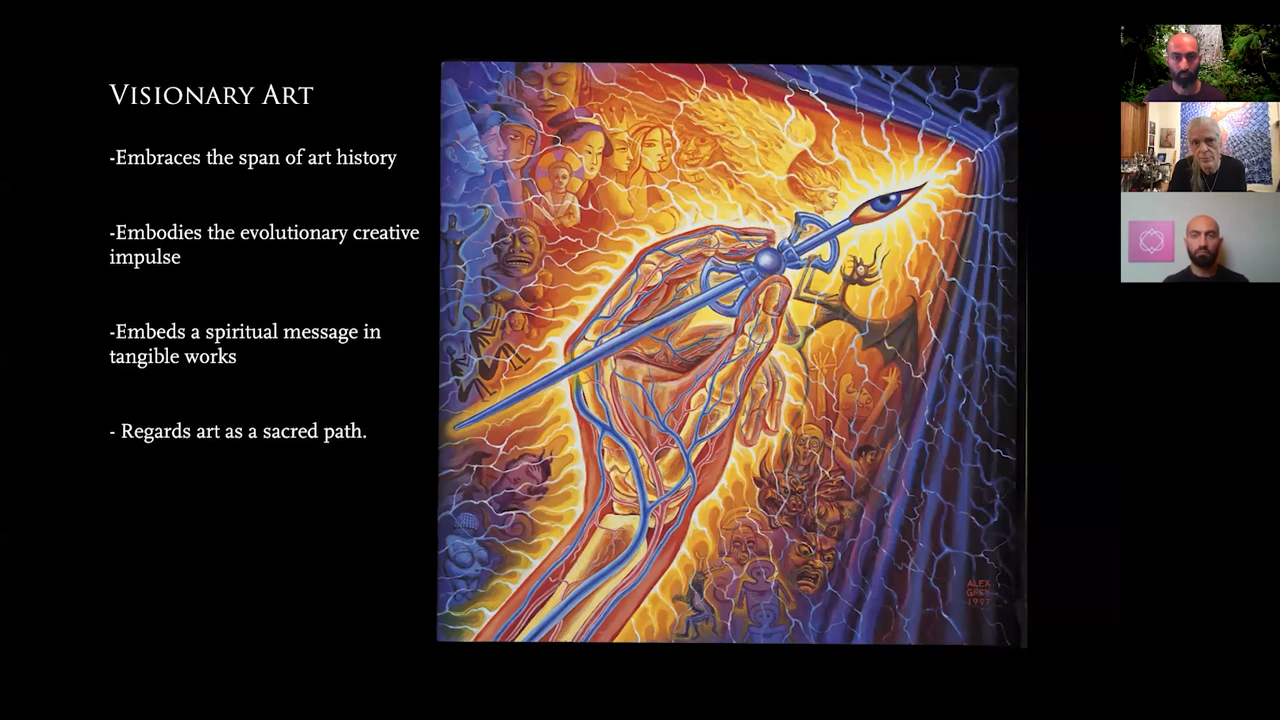 Visionary Art
-Embraces the span of art history
-Embodies the evolutionary creative
impulse
-Embeds a spiritual message in
tangible works
- Regards art as a sacred path.
ALEX
GREY
1997